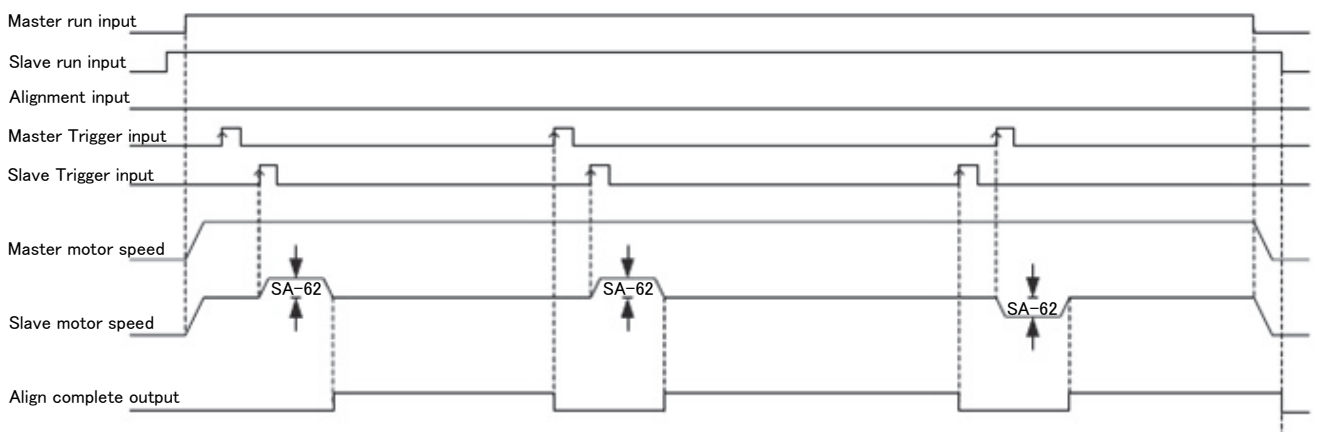 Master run input
Slave run input
Alignment input
Master Trigger input
Slave Trigger input
Master motor speed
SA-62
SA-62
SA-62
Slave motor speed
Align complete output